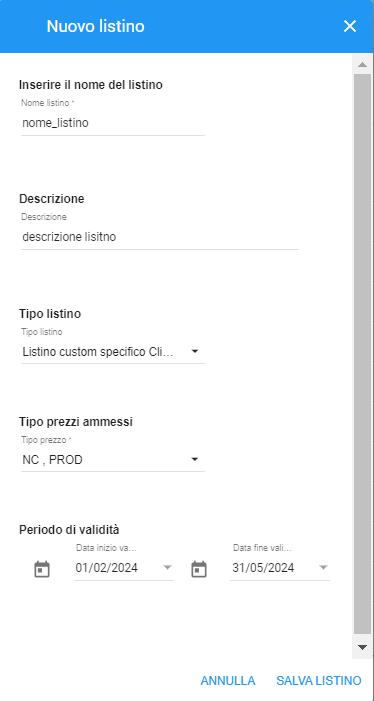 Nuovo listino
Inserire il nome del listino
Nome listino *
nome_listino
Descrizione
Descrizione
descrizione lisitno
Tipo listino
Tipo listino
Listino custom specifico Cli...
Tipo prezzi ammessi
Tipo prezzo *
NC , PROD
Periodo di validità
Data inizio va... Data fine vali...
01/02/2024 31/05/2024
ANNULLA SALVA LISTINO